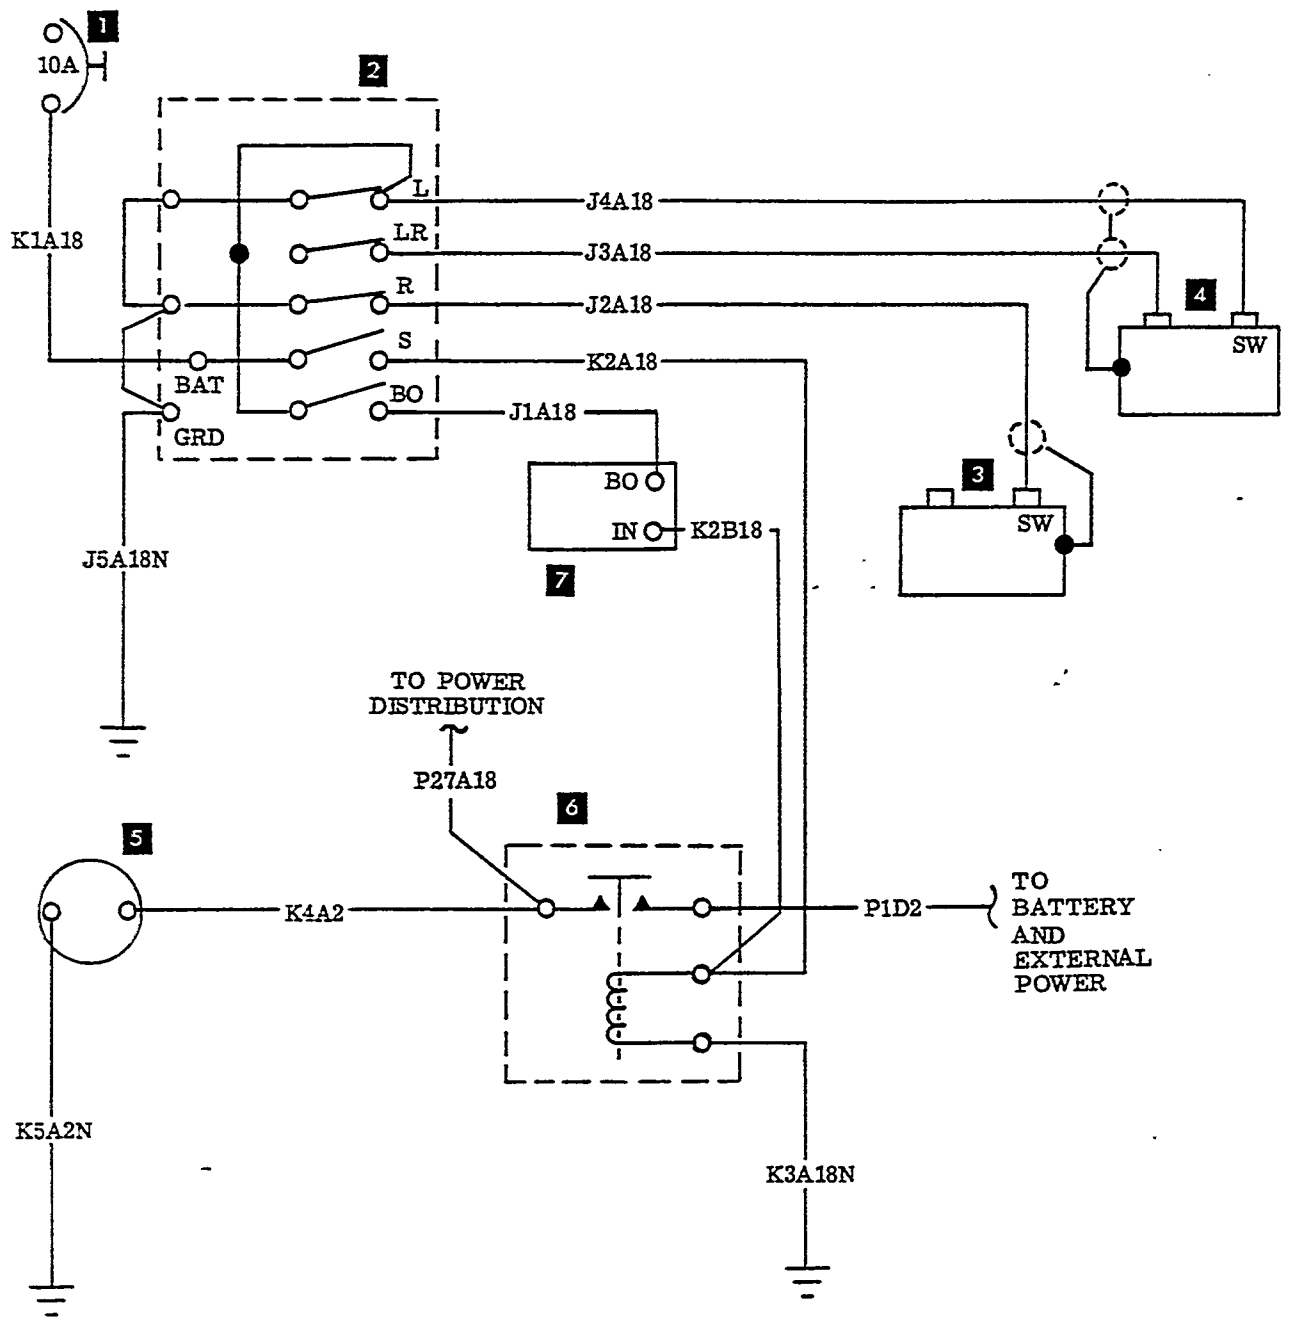 1
10A
2
L
J4A18
LR
K1A18
J3A18
R
J2A18
4
S
SW
K2A18
BAT
BO
J1A18
GRD
3
BO
SW
IN
K2B18
J5A18N
7
TO POWER
DISTRIBUTION
P27A18
6
5
TO
K4A2
P1D2
BATTERY
AND
EXTERNAL
POWER
K5A2N
K3A18N